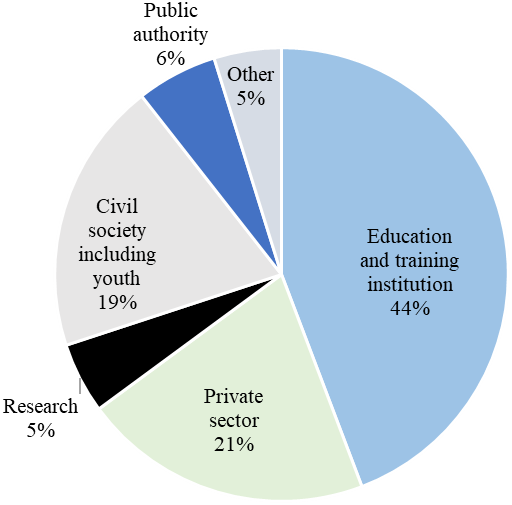 Public
authority
6%
Other
5%
Education
and training
institution
44%
Civil
society
including
youth
19%
Private
sector
21%
Research
5%